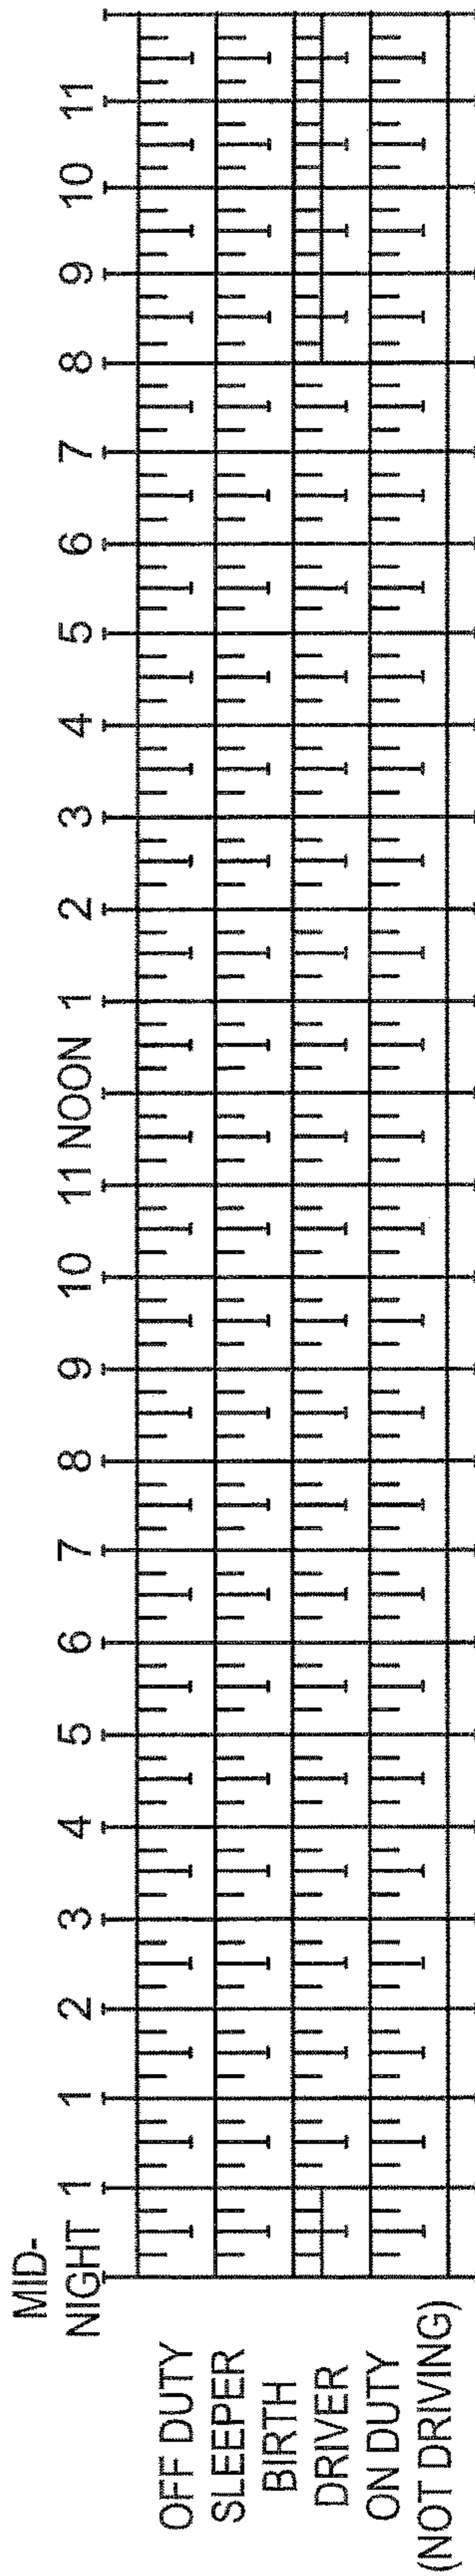 MID-
NIGHT 1 1 2 3 4 5 6 7 8 9 10 11 NOON 1 2 3 4 5 6 7 8 9 10 11
OFF DUTY
SLEEPER
BIRTH
DRIVER
ON DUTY
(NOT DRIVING)